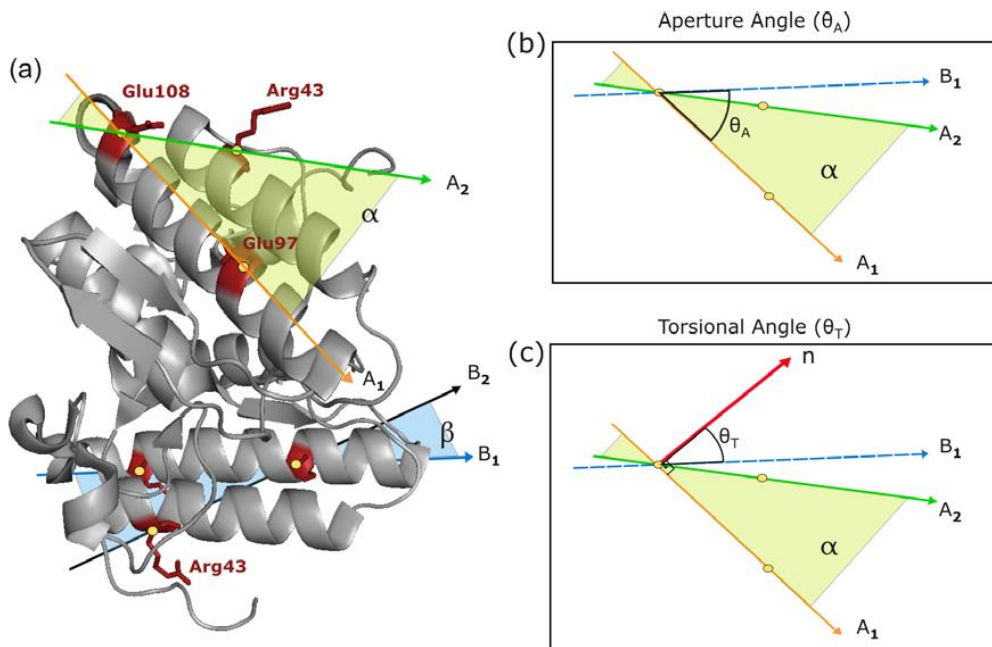 (a)
Glu108
Arg43
A2
α
Glu97
A1
B2
β
B1
Arg43
Aperture Angle (θA)
(b)
B1
θA
A2
α
A1
Torsional Angle (θT)
(c)
n
θT
B1
A2
α
A1